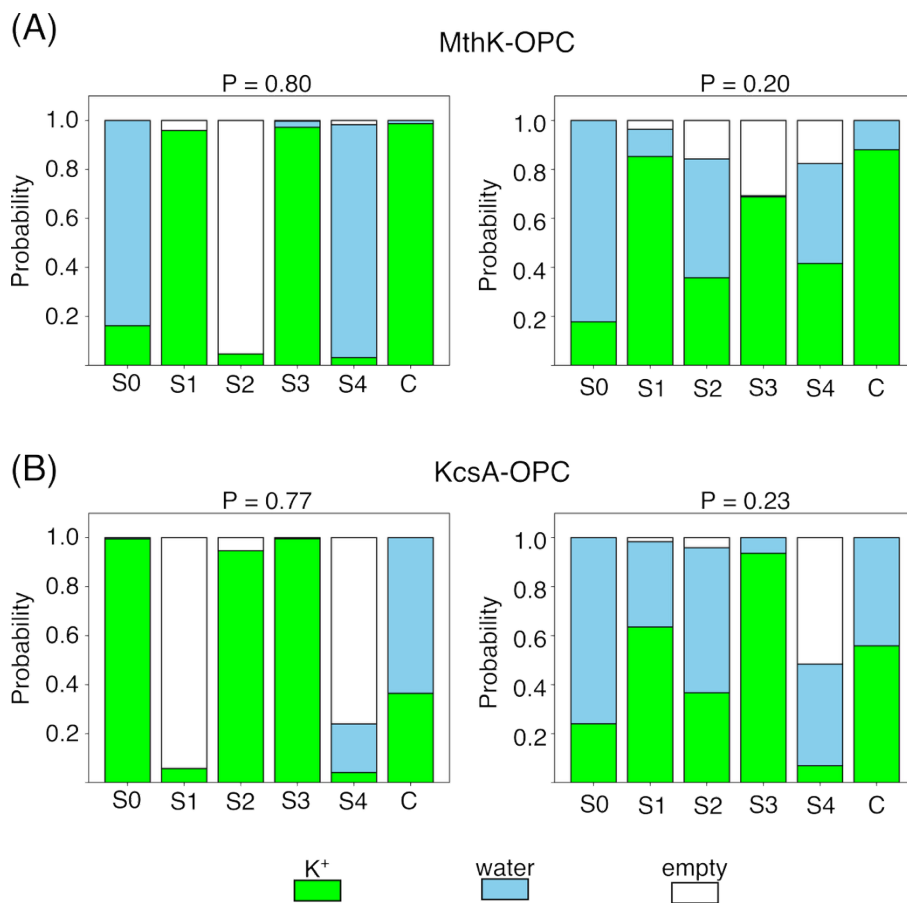 (A)
MthK-OPC
P = 0.80
P = 0.20
1.0
0.8
0.6
0.4
0.2
Probability
S0 S1 S2 S3 S4 C
1.0
0.8
0.6
0.4
0.2
Probability
S0 S1 S2 S3 S4 C
(B)
KcsA-OPC
P = 0.77
P = 0.23
1.0
0.8
0.6
0.4
0.2
Probability
S0 S1 S2 S3 S4 C
1.0
0.8
0.6
0.4
0.2
Probability
S0 S1 S2 S3 S4 C
K⁺ water empty